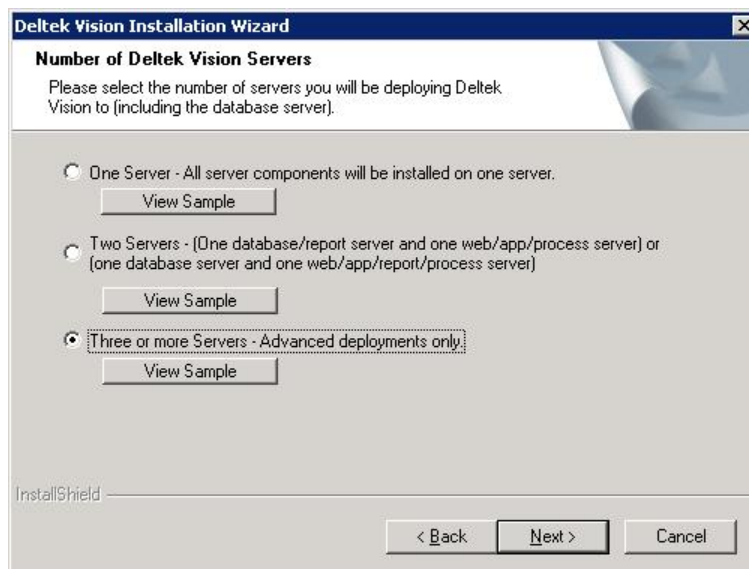 Deltek Vision Installation Wizard
Number of Deltek Vision Servers
Please select the number of servers you will be deploying Deltek
Vision to (including the database server).
One Server - All server components will be installed on one server.
View Sample
Two Servers - (One database/report server and one web/app/process server) or
(one database server and one web/app/report/process server)
View Sample
Three or more Servers - Advanced deployments only.
View Sample
InstallShield
< Back
Next >
Cancel